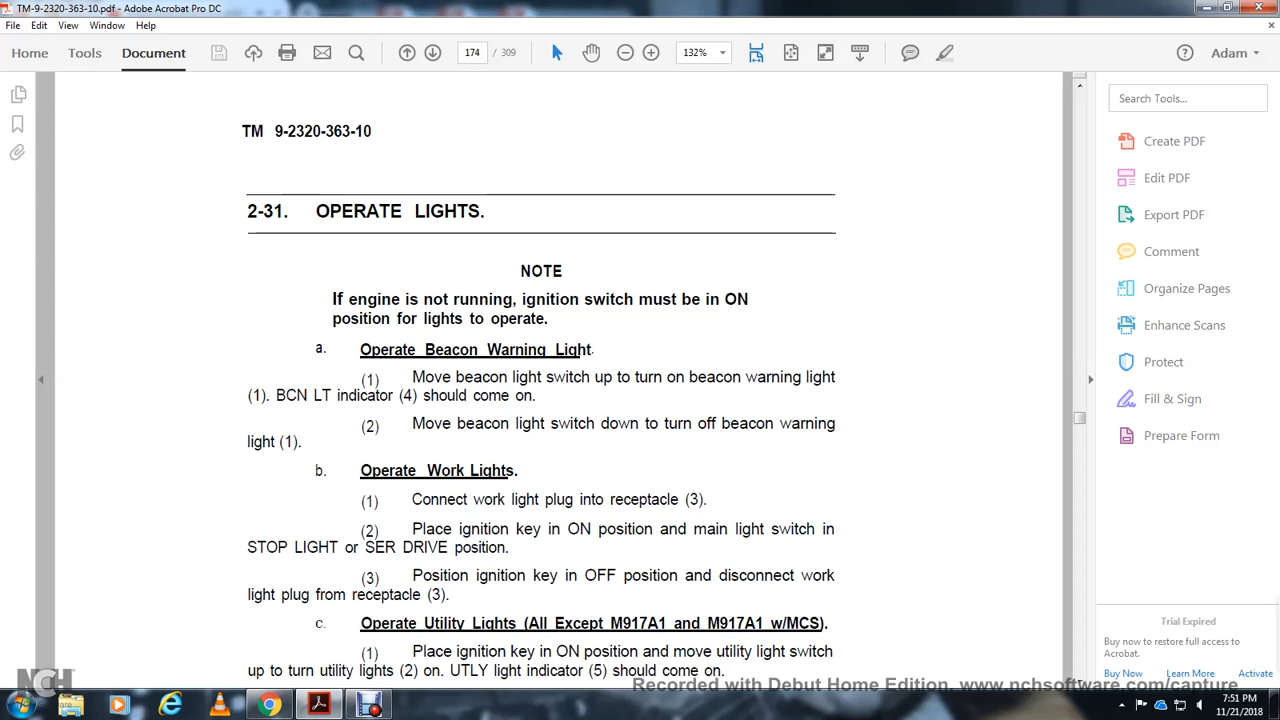 TM-9-2320-363-10.pdf - Adobe Acrobat Pro DC
File Edit View Window Help
Home Tools Document 174 / 309 132% Adam
Search Tools...
TM 9-2320-363-10
Create PDF
Edit PDF
2-31. OPERATE LIGHTS.
Export PDF
Comment
NOTE
Organize Pages
If engine is not running, ignition switch must be in ON
position for lights to operate.
Enhance Scans
a. Operate Beacon Warning Light.
Protect
(1) Move beacon light switch up to turn on beacon warning light
(1). BCN LT indicator (4) should come on.
Fill & Sign
(2) Move beacon light switch down to turn off beacon warning
light (1).
Prepare Form
b. Operate Work Lights.
(1) Connect work light plug into receptacle (3).
(2) Place ignition key in ON position and main light switch in
STOP LIGHT or SER DRIVE position.
(3) Position ignition key in OFF position and disconnect work
light plug from receptacle (3).
c. Operate Utility Lights (All Except M917A1 and M917A1 w/MCS).
(1) Place ignition key in ON position and move utility light switch
up to turn utility lights (2) on. UTLY light indicator (5) should come on.
Trial Expired
Buy now to restore full access to
Acrobat.
Buy Now Learn More Activate
NCH
Recorded with Debut Home Edition. www.nchsoftware.com/capture
7:51 PM
11/21/2018